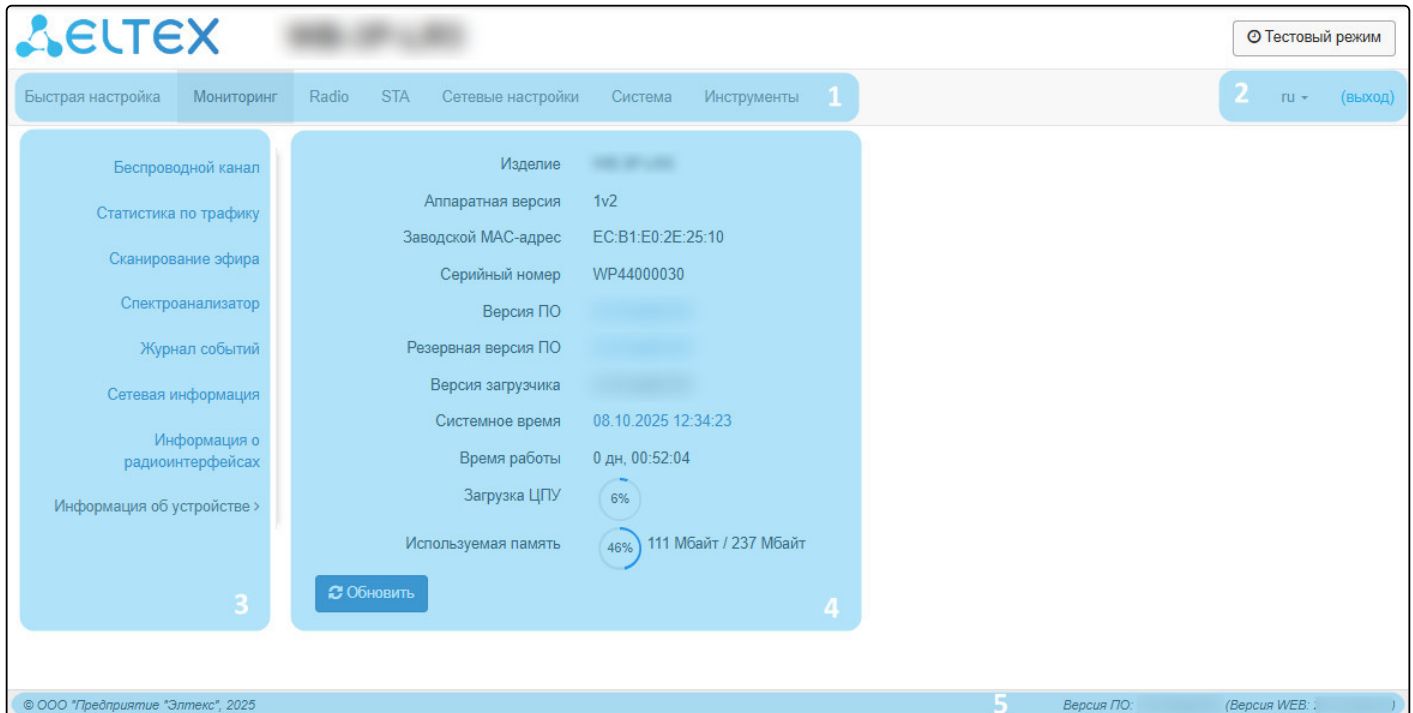 ELTEX
Тестовый режим
Быстрая настройка Мониторинг Radio STA Сетевые настройки Система Инструменты 1
2 ru (выход)
Беспроводной канал
Статистика по трафику
Сканирование эфира
Спектроанализатор
Журнал событий
Сетевая информация
Информация о
радиоинтерфейсах
Информация об устройстве >
3
Изделие
Аппаратная версия 1v2
Заводской MAC-адрес EC:B1:E0:2E:25:10
Серийный номер WP44000030
Версия ПО
Резервная версия ПО
Версия загрузчика
Системное время 08.10.2025 12:34:23
Время работы 0 дн, 00:52:04
Загрузка ЦПУ 6%
Используемая память 46% 111 Мбайт / 237 Мбайт
Обновить
4
© ООО "Предприятие "Элтекс", 2025 5 Версия ПО: (Версия WEB: )